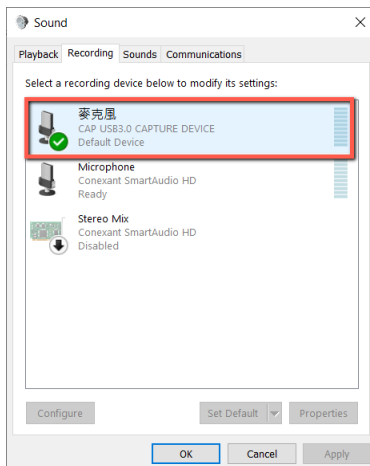 Sound
Playback Recording Sounds Communications
Select a recording device below to modify its settings:
麥克風
CAP USB3.0 CAPTURE DEVICE
Default Device
Microphone
Conexant SmartAudio HD
Ready
Stereo Mix
Conexant SmartAudio HD
Disabled
Configure Set Default Properties
OK Cancel Apply